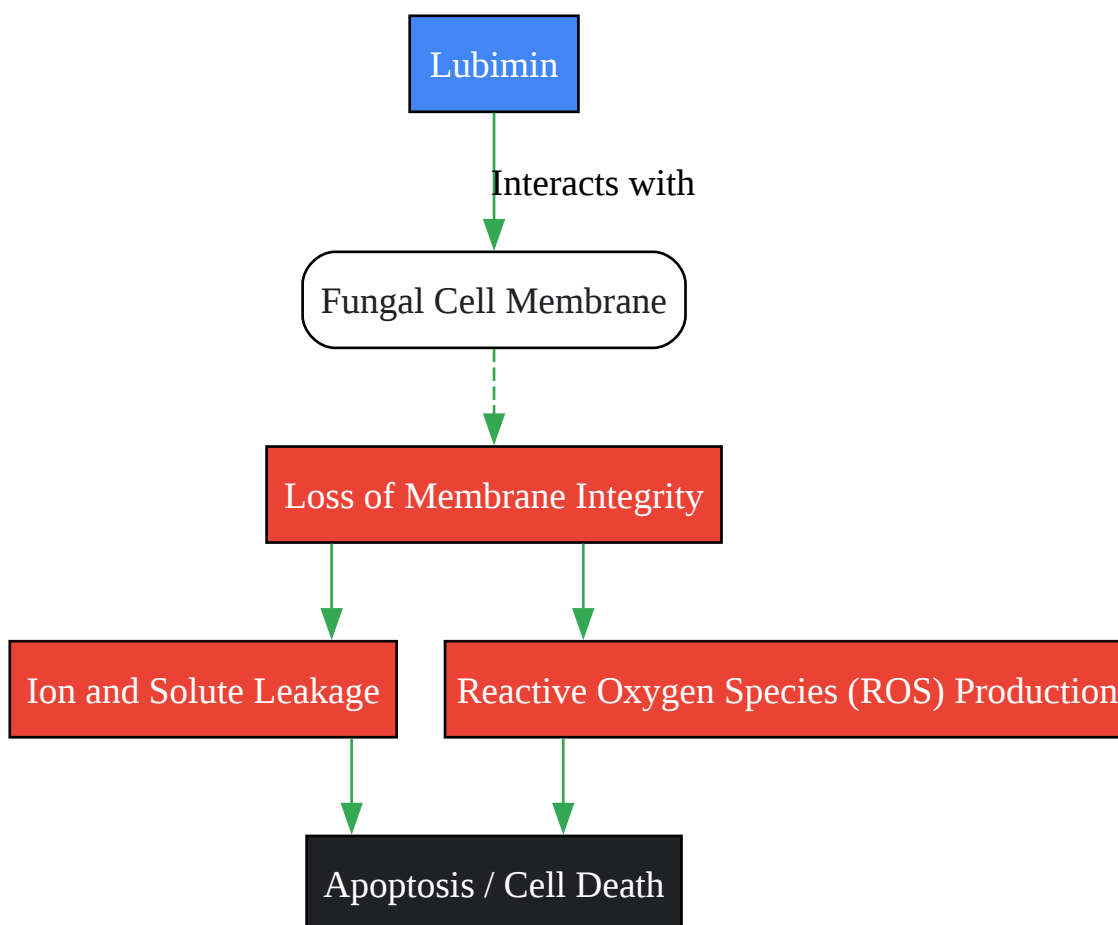 Lubimin
Interacts with
Fungal Cell Membrane
Loss of Membrane Integrity
Ion and Solute Leakage
Reactive Oxygen Species (ROS) Production
Apoptosis / Cell Death